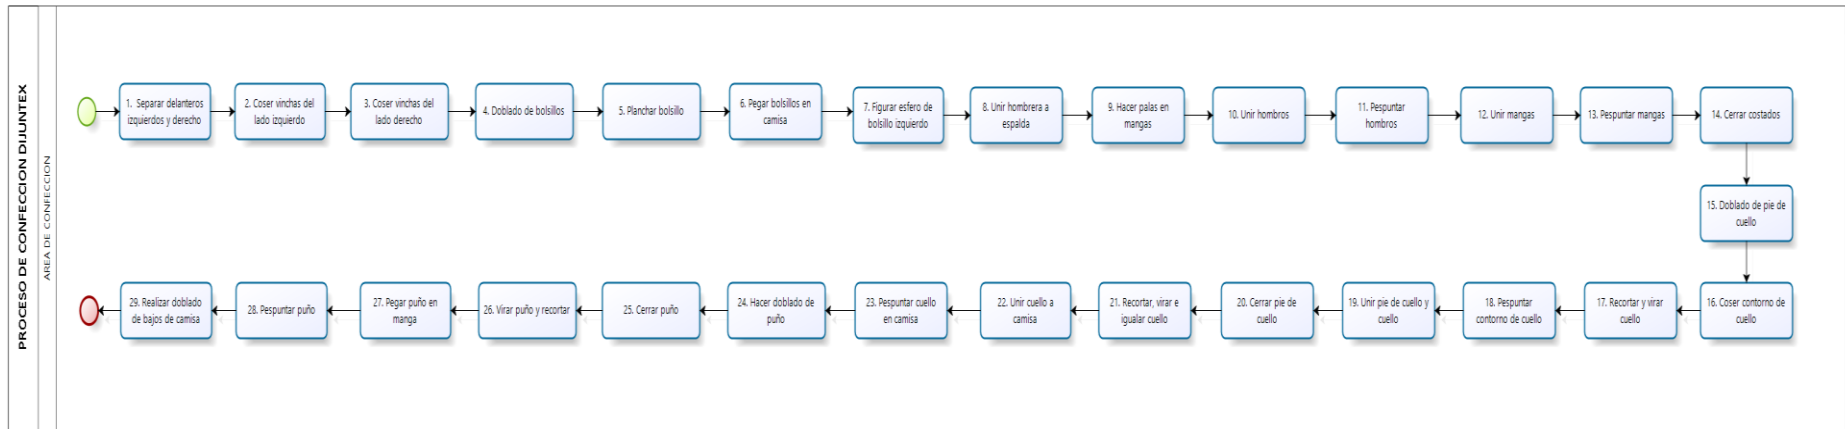 PROCESO DE CONFECCION DIJUNTEX
AREA DE CONFECCION
1. Separar delanteros
izquierdos y derecho
2. Coser vinchas del
lado izquierdo
3. Coser vinchas del
lado derecho
4. Doblado de bolsillos
5. Planchar bolsillo
6. Pegar bolsillos en
camisa
7. Figurar esfero de
bolsillo izquierdo
8. Unir hombrera a
espalda
9. Hacer palas en
mangas
10. Unir hombros
11. Pespuntar
hombros
12. Unir mangas
13. Pespuntar mangas
14. Cerrar costados
15. Doblado de pie de
cuello
16. Coser contorno de
cuello
17. Recortar y virar
cuello
18. Pespuntar
contorno de cuello
19. Unir pie de cuello y
cuello
20. Cerrar pie de
cuello
21. Recortar, virar e
igualar cuello
22. Unir cuello a
camisa
23. Pespuntar cuello
en camisa
24. Hacer doblado de
puño
25. Cerrar puño
26. Virar puño y recortar
27. Pegar puño en
manga
28. Pespuntar puño
29. Realizar doblado
de bajos de camisa